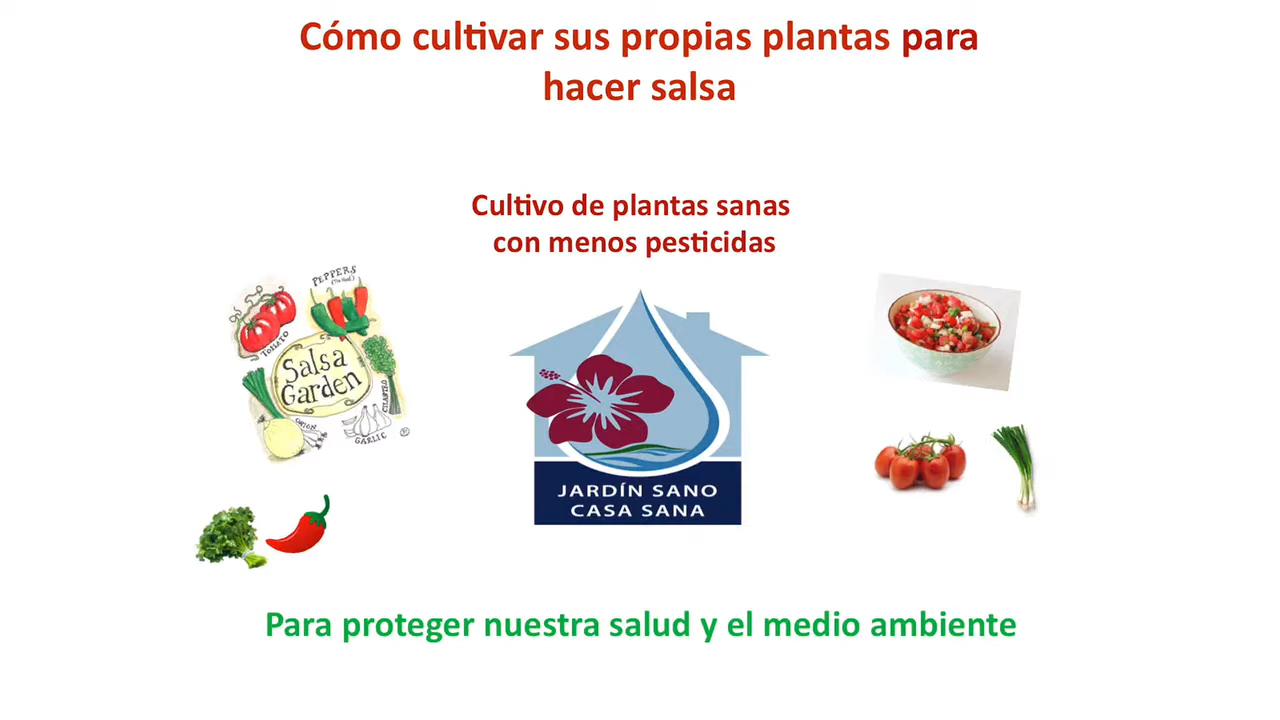 Cómo cultivar sus propias plantas para
hacer salsa
Cultivo de plantas sanas
con menos pesticidas
PEPPERS
TOMATO
Salsa
Garden
CILANTRO
ONION
GARLIC
JARDÍN SANO
CASA SANA
Para proteger nuestra salud y el medio ambiente